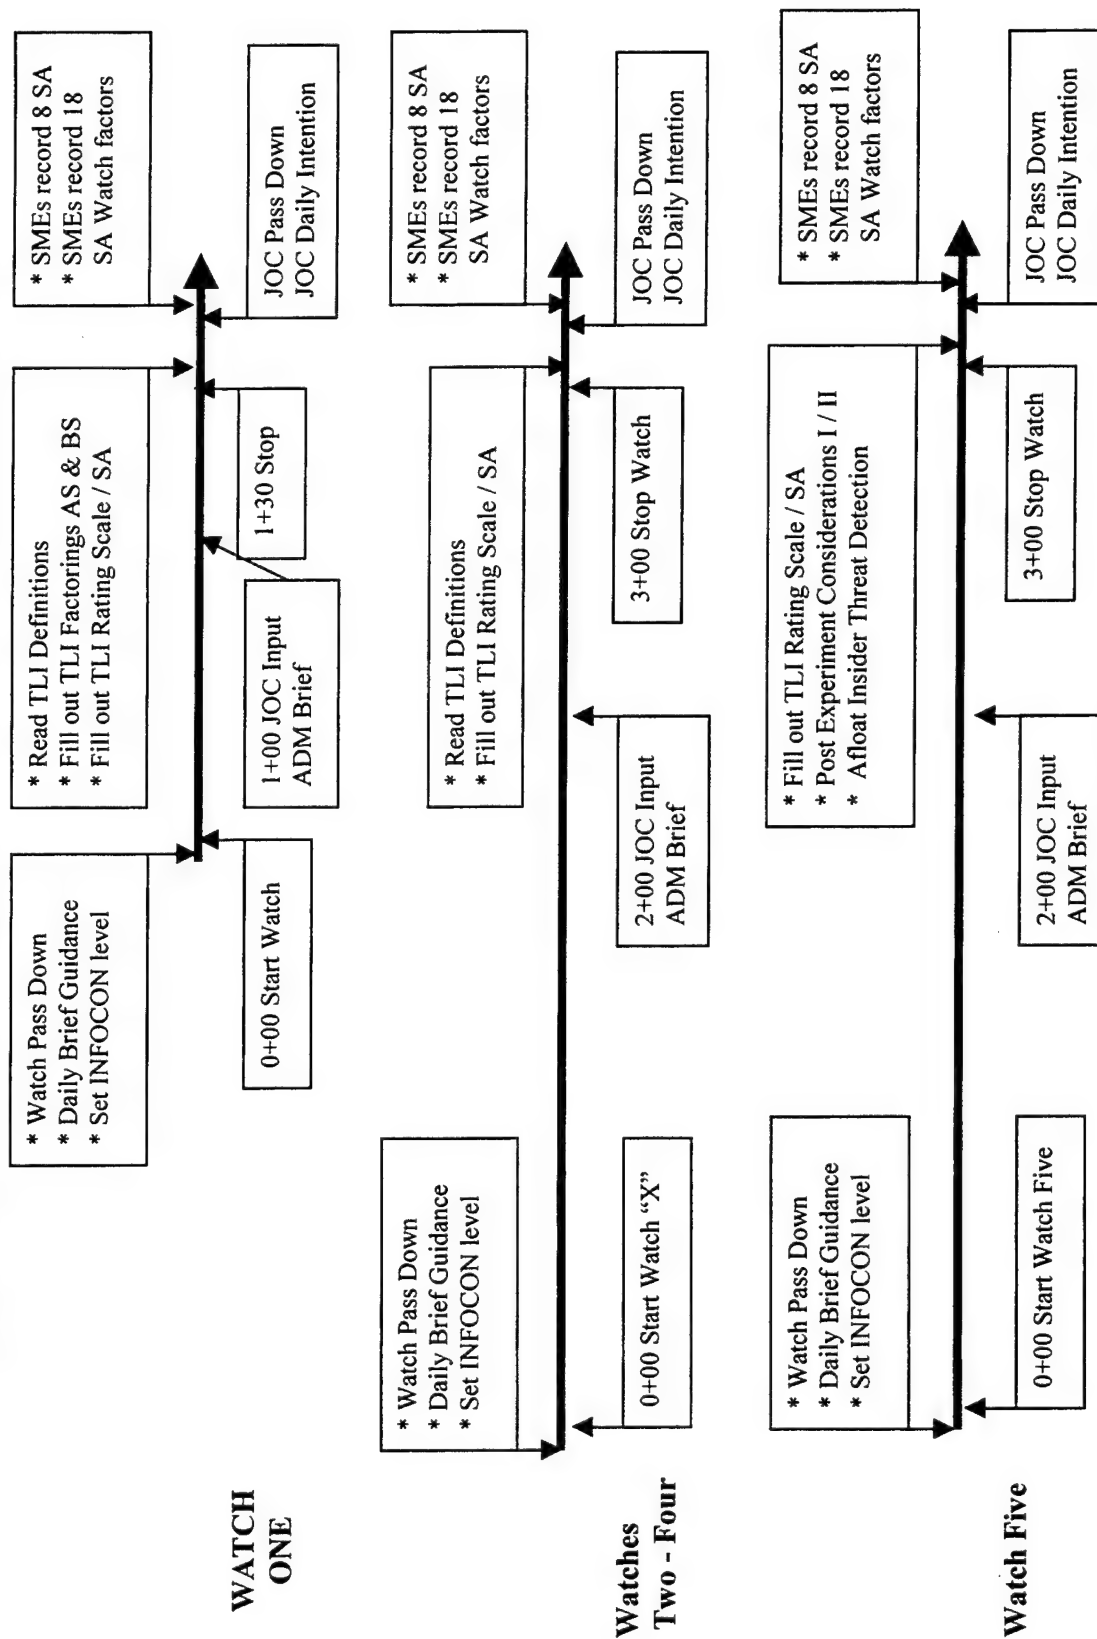 WATCH
ONE
* Watch Pass Down
* Daily Brief Guidance
* Set INFOCON level
* Read TLI Definitions
* Fill out TLI Factorings AS & BS
* Fill out TLI Rating Scale / SA
* SMEs record 8 SA
* SMEs record 18
SA Watch factors
0+00 Start Watch
1+00 JOC Input
ADM Brief
1+30 Stop
JOC Pass Down
JOC Daily Intention
Watches
Two - Four
* Watch Pass Down
* Daily Brief Guidance
* Set INFOCON level
* Read TLI Definitions
* Fill out TLI Rating Scale / SA
* SMEs record 8 SA
* SMEs record 18
SA Watch factors
0+00 Start Watch “X”
2+00 JOC Input
ADM Brief
3+00 Stop Watch
JOC Pass Down
JOC Daily Intention
Watch Five
* Watch Pass Down
* Daily Brief Guidance
* Set INFOCON level
* Fill out TLI Rating Scale / SA
* Post Experiment Considerations I / II
* Afloat Insider Threat Detection
* SMEs record 8 SA
* SMEs record 18
SA Watch factors
0+00 Start Watch Five
2+00 JOC Input
ADM Brief
3+00 Stop Watch
JOC Pass Down
JOC Daily Intention